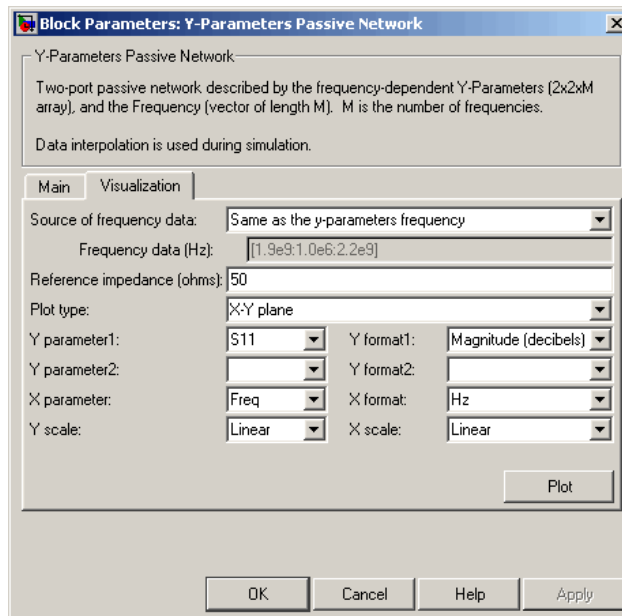 Block Parameters: Y-Parameters Passive Network
Y-Parameters Passive Network
Two-port passive network described by the frequency-dependent Y-Parameters (2x2xM
array), and the Frequency (vector of length M). M is the number of frequencies.
Data interpolation is used during simulation.
Main Visualization
Source of frequency data: Same as the y-parameters frequency
Frequency data (Hz): [1.9e9:1.0e6:2.2e9]
Reference impedance (ohms): 50
Plot type: X-Y plane
Y parameter1: S11 Y format1: Magnitude (decibels)
Y parameter2: Y format2:
X parameter: Freq X format: Hz
Y scale: Linear X scale: Linear
Plot
OK Cancel Help Apply